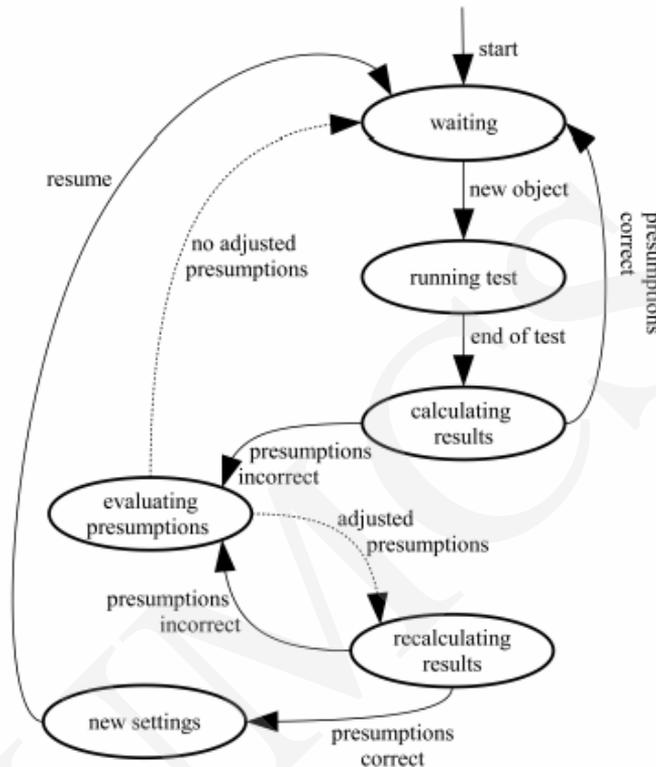 start
waiting
resume
new object
presumptions
correct
no adjusted
presumptions
running test
end of test
calculating
results
presumptions
incorrect
evaluating
presumptions
adjusted
presumptions
presumptions
incorrect
recalculating
results
new settings
presumptions
correct
UMCS